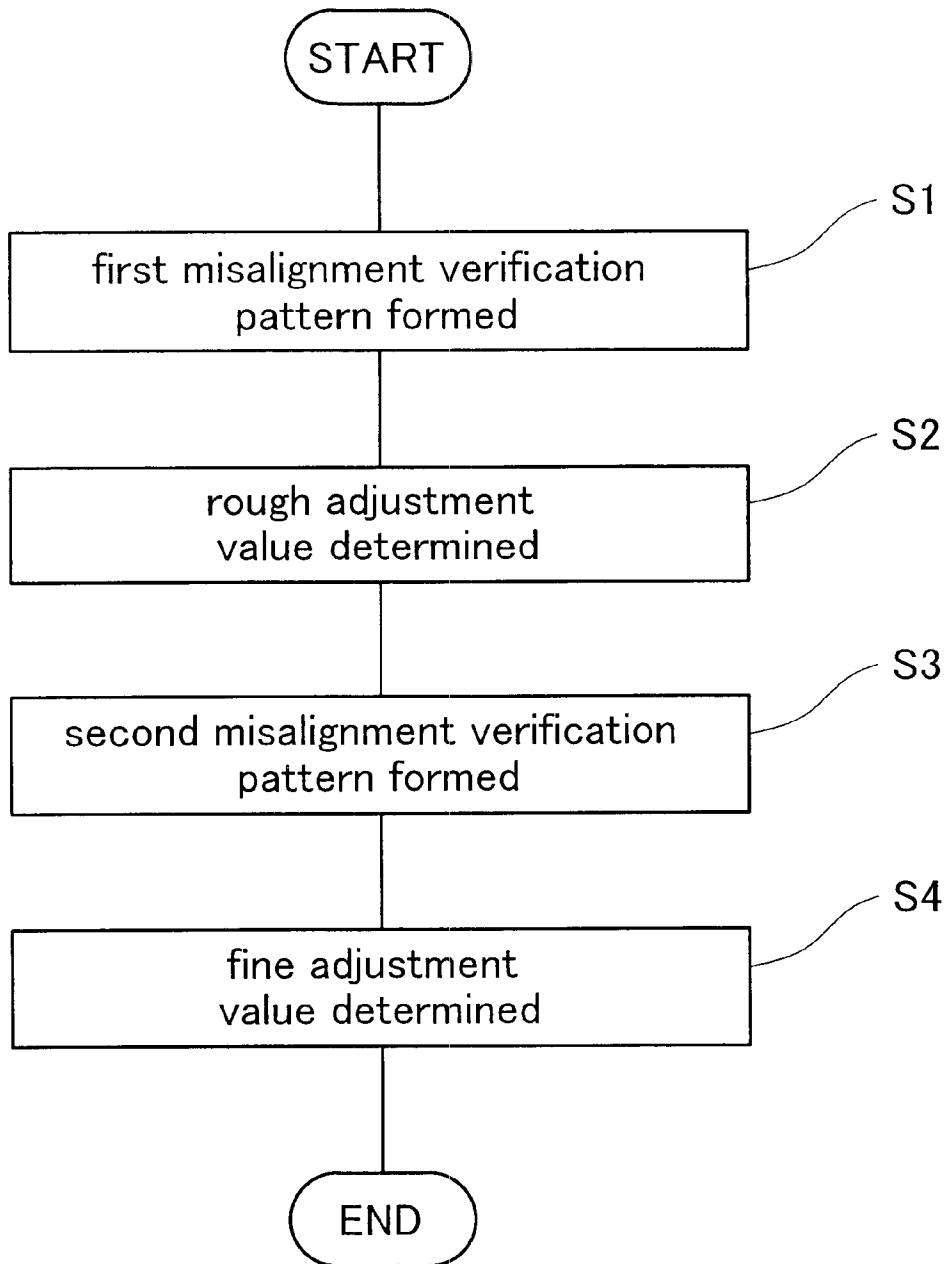 START
S1
first misalignment verification
pattern formed
S2
rough adjustment
value determined
S3
second misalignment verification
pattern formed
S4
fine adjustment
value determined
END